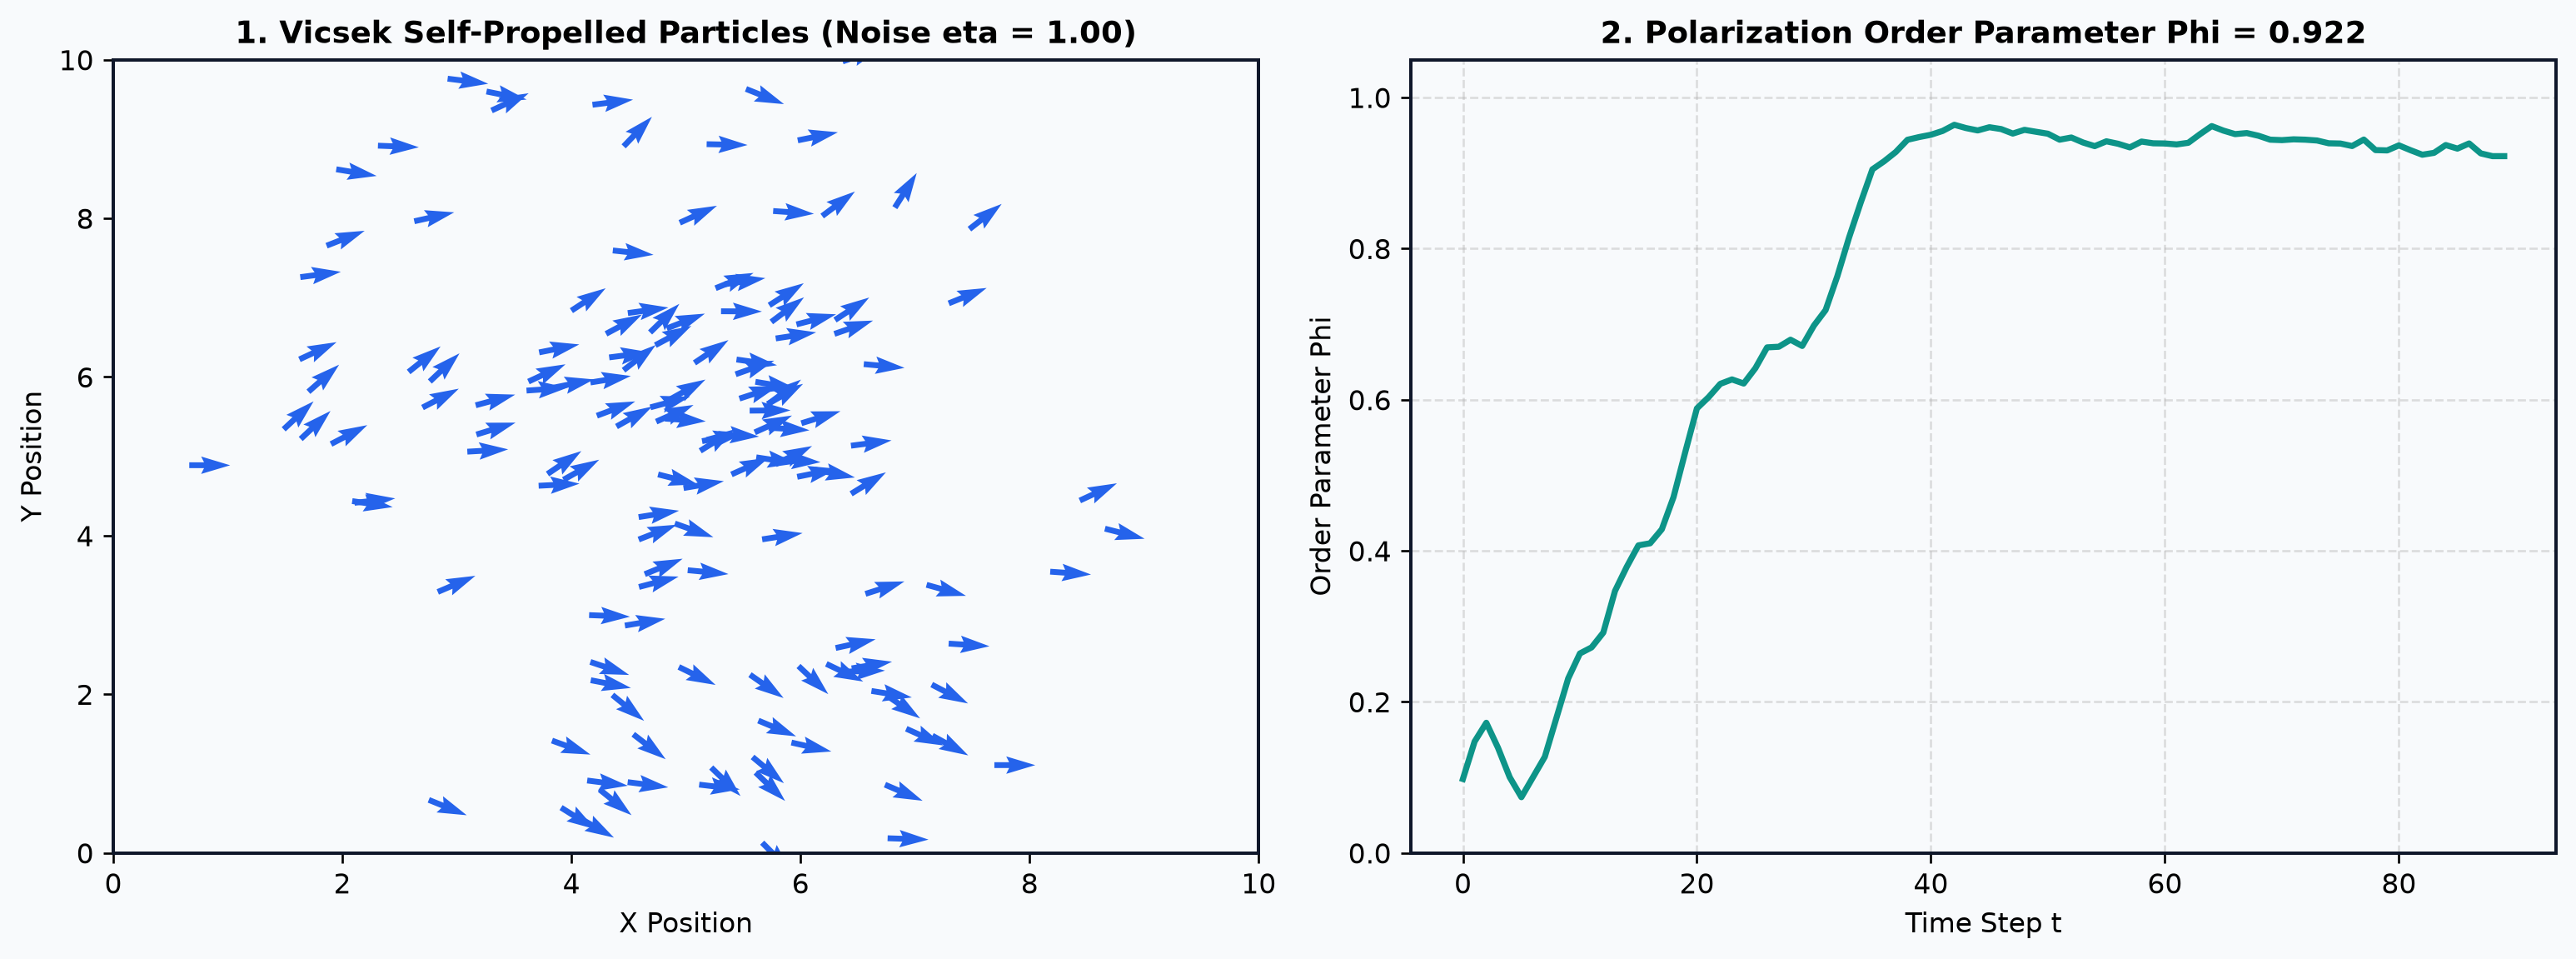 1. Vicsek Self-Propelled Particles (Noise eta = 1.00)
10
8
6
4
2
0
Y Position
0 2 4 6 8 10
X Position
2. Polarization Order Parameter Phi = 0.922
1.0
0.8
0.6
0.4
0.2
0.0
Order Parameter Phi
0 20 40 60 80
Time Step t